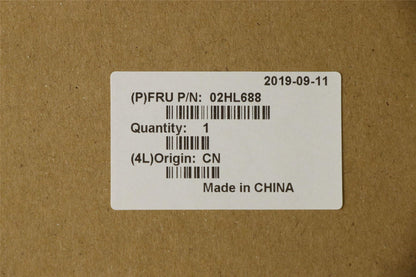 2019-09-11
(P)FRU P/N: 02HL688
Quantity: 1
(4L)Origin: CN
Made in CHINA